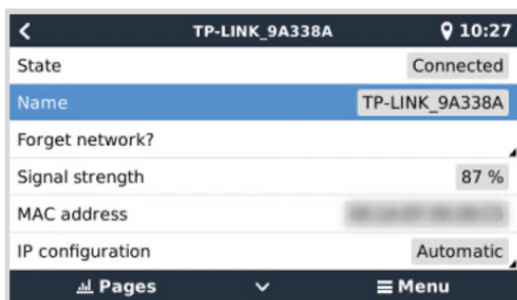 TP-LINK_9A338A 10:27
State Connected
Name TP-LINK_9A338A
Forget network?
Signal strength 87 %
MAC address
IP configuration Automatic
Pages Menu